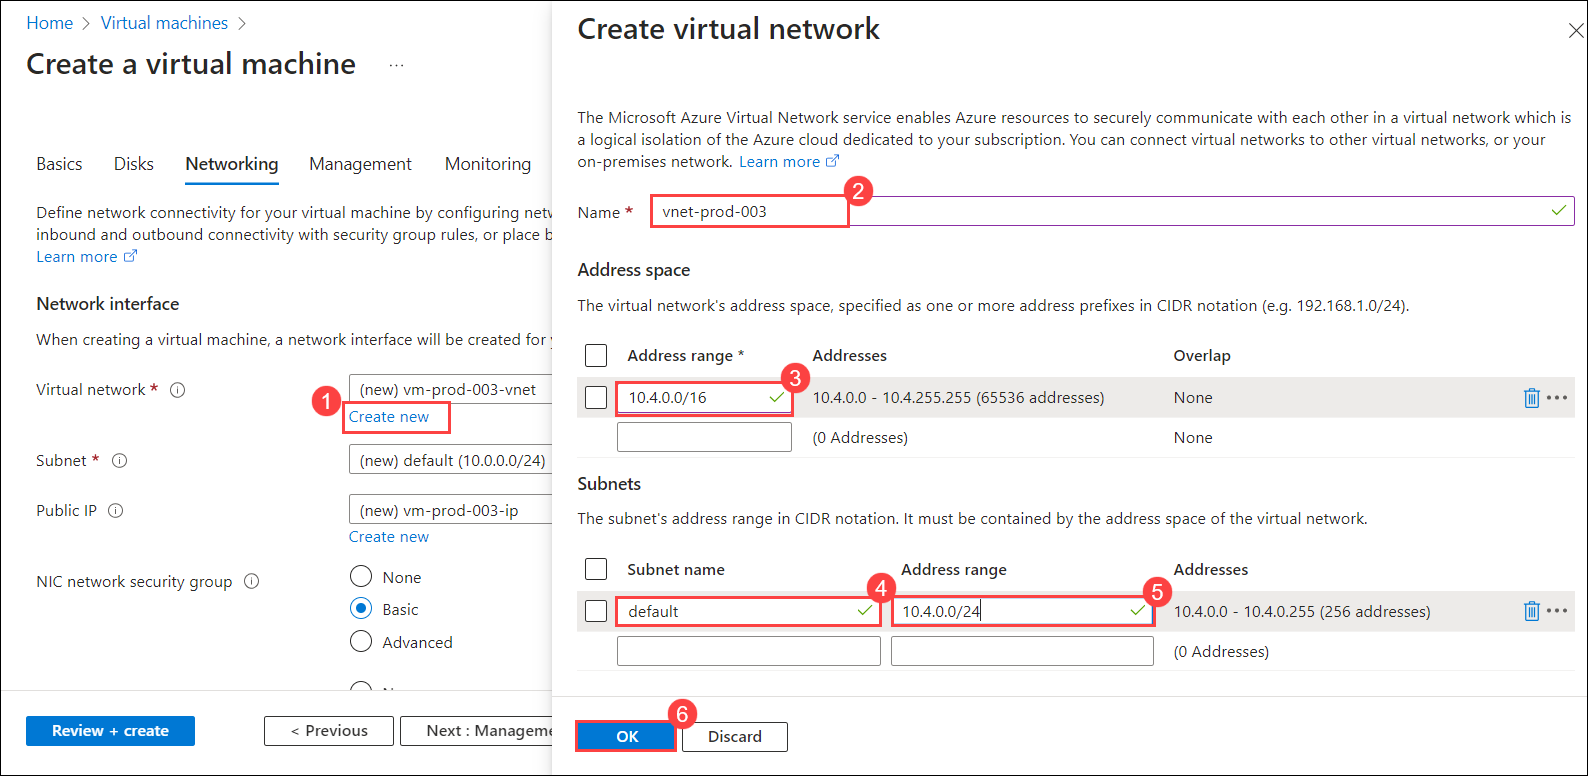 Home > Virtual machines >
Create a virtual machine ...
Basics Disks Networking Management Monitoring
Define network connectivity for your virtual machine by configuring
inbound and outbound connectivity with security group rules, or place
Learn more
Network interface
When creating a virtual machine, a network interface will be created for
Virtual network * (new) vm-prod-003-vnet
1
Create new
Subnet * (new) default (10.0.0.0/24)
Public IP (new) vm-prod-003-ip
Create new
NIC network security group None
Basic
Advanced
Review + create < Previous Next : Manageme
Create virtual network
The Microsoft Azure Virtual Network service enables Azure resources to securely communicate with each other in a virtual network which is
a logical isolation of the Azure cloud dedicated to your subscription. You can connect virtual networks to other virtual networks, or your
on-premises network. Learn more
2
Name * vnet-prod-003
Address space
The virtual network's address space, specified as one or more address prefixes in CIDR notation (e.g. 192.168.1.0/24).
Address range * Addresses Overlap
3
10.4.0.0/16 10.4.0.0 - 10.4.255.255 (65536 addresses) None
(0 Addresses) None
Subnets
The subnet's address range in CIDR notation. It must be contained by the address space of the virtual network.
Subnet name Address range Addresses
4 5
default 10.4.0.0/24 10.4.0.0 - 10.4.0.255 (256 addresses)
(0 Addresses)
6
OK Discard